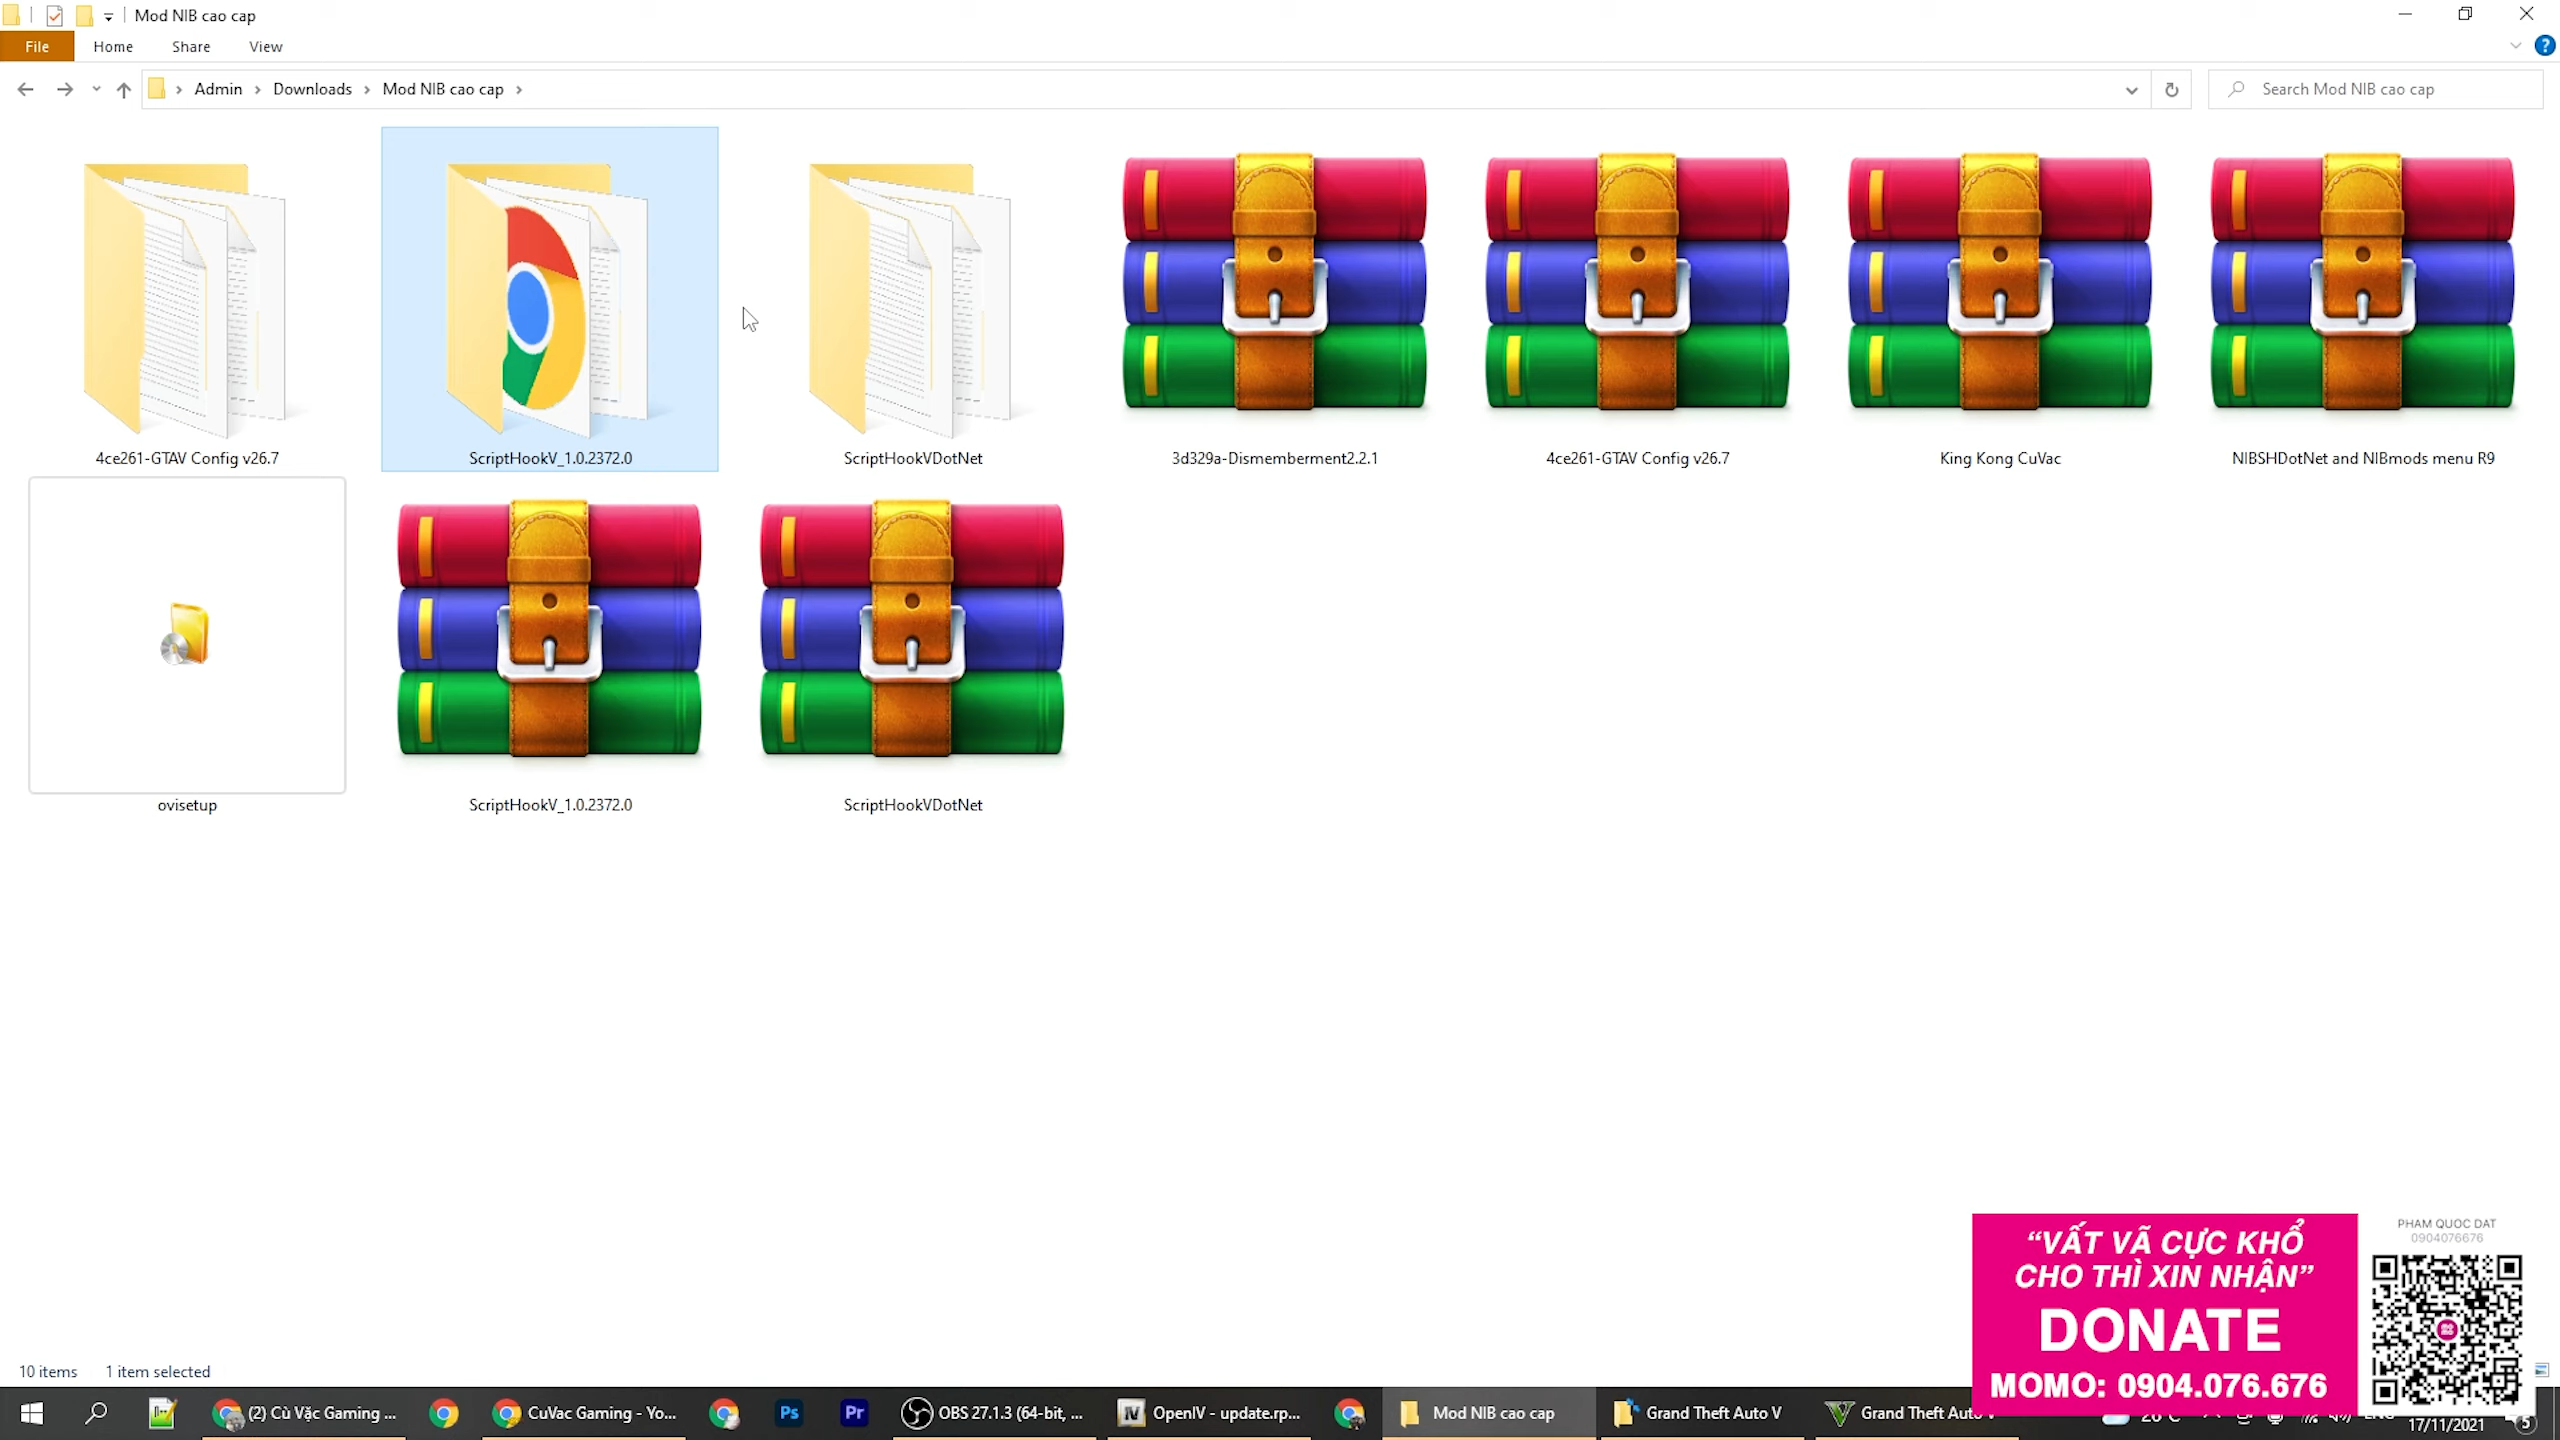 Mod NIB cao cap
File Home Share View
Admin Downloads Mod NIB cao cap
Search Mod NIB cao cap
4ce261-GTAV Config v26.7
ScriptHookV_1.0.2372.0
ScriptHookVDotNet
3d329a-Dismemberment2.2.1
4ce261-GTAV Config v26.7
King Kong CuVac
NIBSHDotNet and NIBmods menu R9
ovisetup
ScriptHookV_1.0.2372.0
ScriptHookVDotNet
PHAM QUOC DAT
0904076676
“VẤT VÃ CỰC KHỔ
CHO THÌ XIN NHẬN”
DONATE
MOMO: 0904.076.676
10 items 1 item selected
(2) Cù Vặc Gaming ...
CuVac Gaming - Yo...
Ps
Pr
OBS 27.1.3 (64-bit, ...
OpenIV - update.rp...
Mod NIB cao cap
Grand Theft Auto V
Grand Theft Auto V
17/11/2021
5